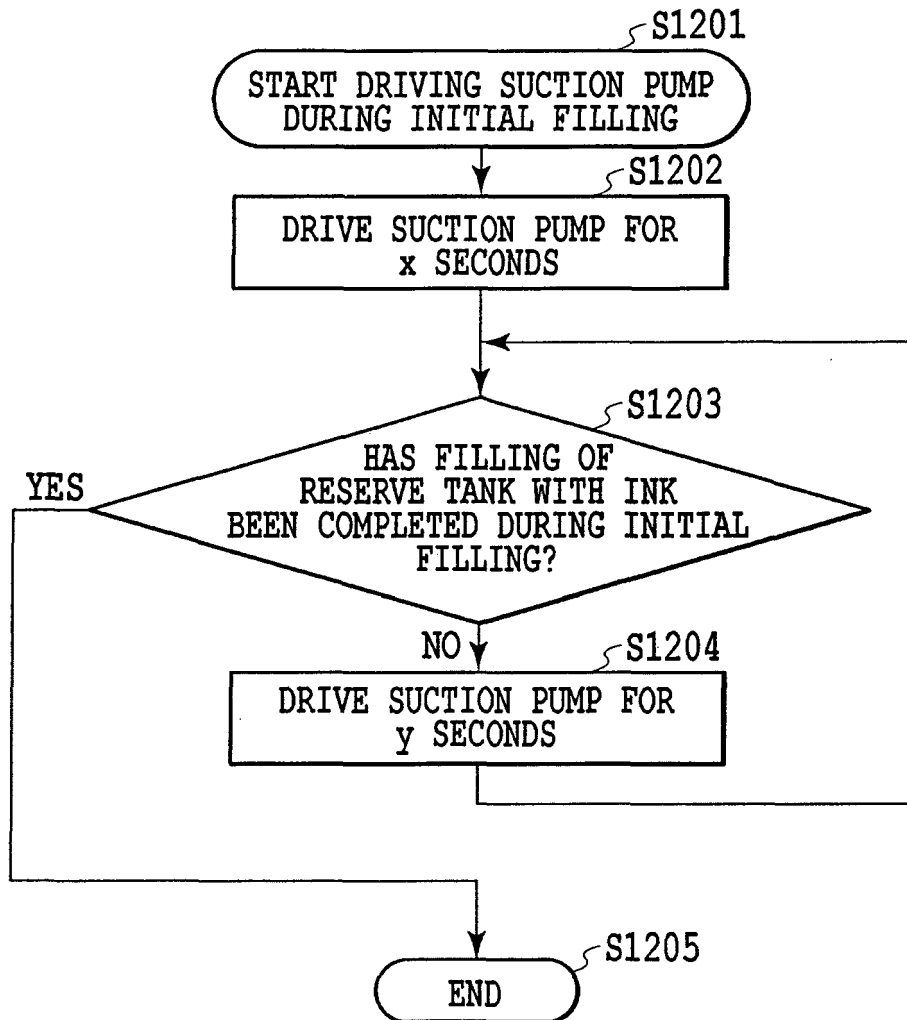 S1201
START DRIVING SUCTION PUMP
DURING INITIAL FILLING
S1202
DRIVE SUCTION PUMP FOR
x SECONDS
S1203
HAS FILLING OF
RESERVE TANK WITH INK
BEEN COMPLETED DURING INITIAL
FILLING?
YES
NO
S1204
DRIVE SUCTION PUMP FOR
y SECONDS
S1205
END